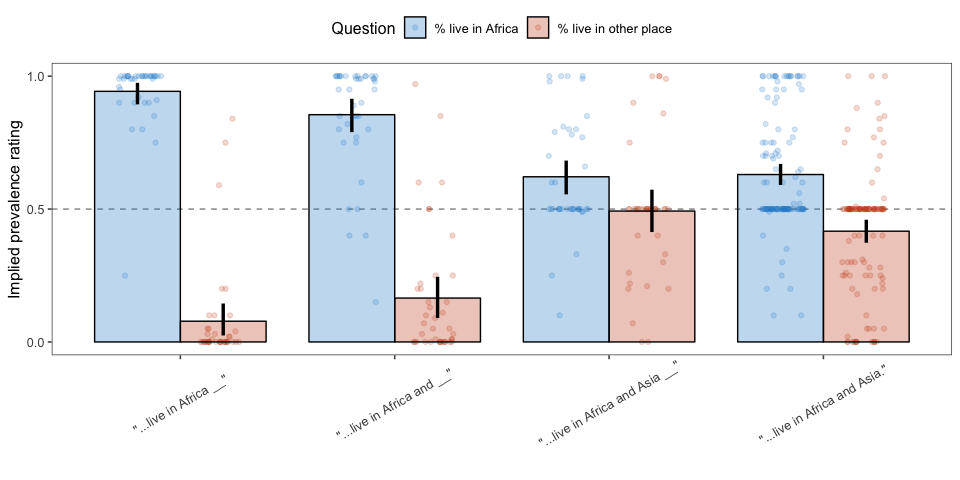 Question % live in Africa % live in other place
Implied prevalence rating
1.0
0.5
0.0
" ...live in Africa __"
" ...live in Africa and __"
" ...live in Africa and Asia __"
" ...live in Africa and Asia."